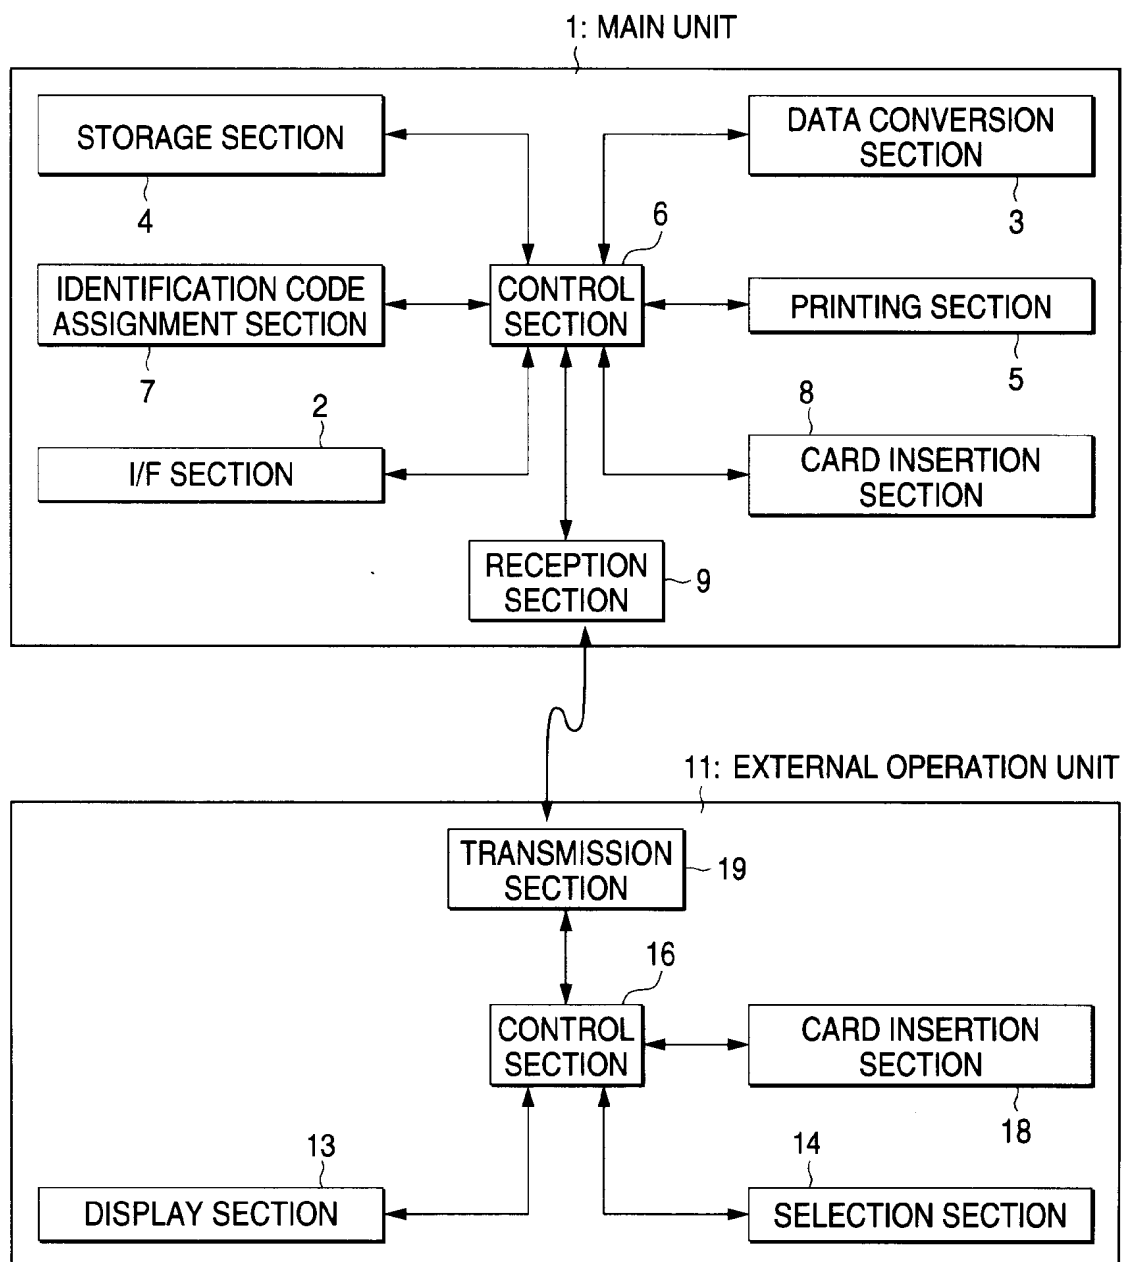 1: MAIN UNIT
STORAGE SECTION
4
DATA CONVERSION
SECTION
3
6
IDENTIFICATION CODE
ASSIGNMENT SECTION
7
CONTROL
SECTION
PRINTING SECTION
5
2
I/F SECTION
8
CARD INSERTION
SECTION
RECEPTION
SECTION
9
11: EXTERNAL OPERATION UNIT
TRANSMISSION
SECTION
19
16
CONTROL
SECTION
CARD INSERTION
SECTION
18
13
DISPLAY SECTION
14
SELECTION SECTION